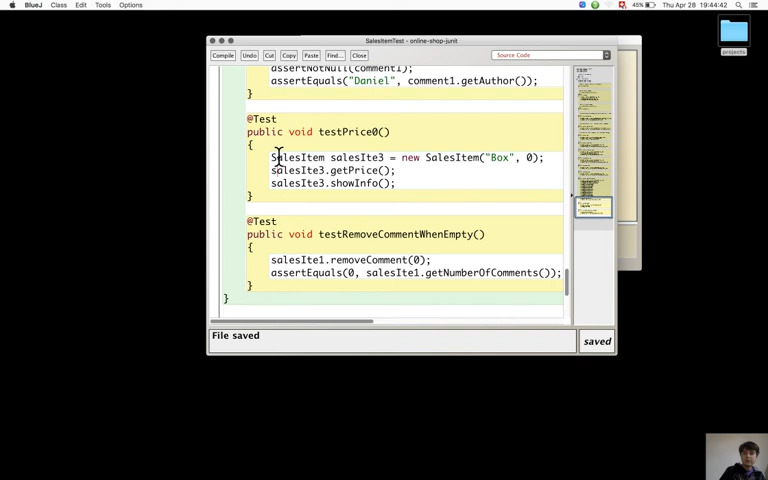 BlueJ Class Edit Tools Options 45% Thu Apr 28 19:44:42
SalesItemTest - online-shop-junit
Compile Undo Cut Copy Paste Find... Close Source Code
assertNotNull(comment1);
assertEquals("Daniel", comment1.getAuthor());
}
@Test
public void testPrice0()
{
SalesItem salesIte3 = new SalesItem("Box", 0);
salesIte3.getPrice();
salesIte3.showInfo();
}
@Test
public void testRemoveCommentWhenEmpty()
{
salesIte1.removeComment(0);
assertEquals(0, salesIte1.getNumberOfComments());
}
}
File saved
saved
projects